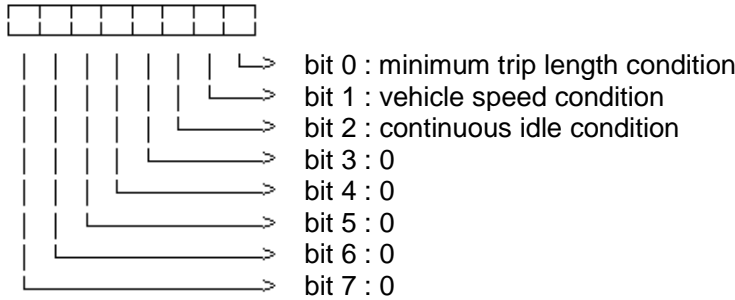 bit 0 : minimum trip length condition
bit 1 : vehicle speed condition
bit 2 : continuous idle condition
bit 3 : 0
bit 4 : 0
bit 5 : 0
bit 6 : 0
bit 7 : 0